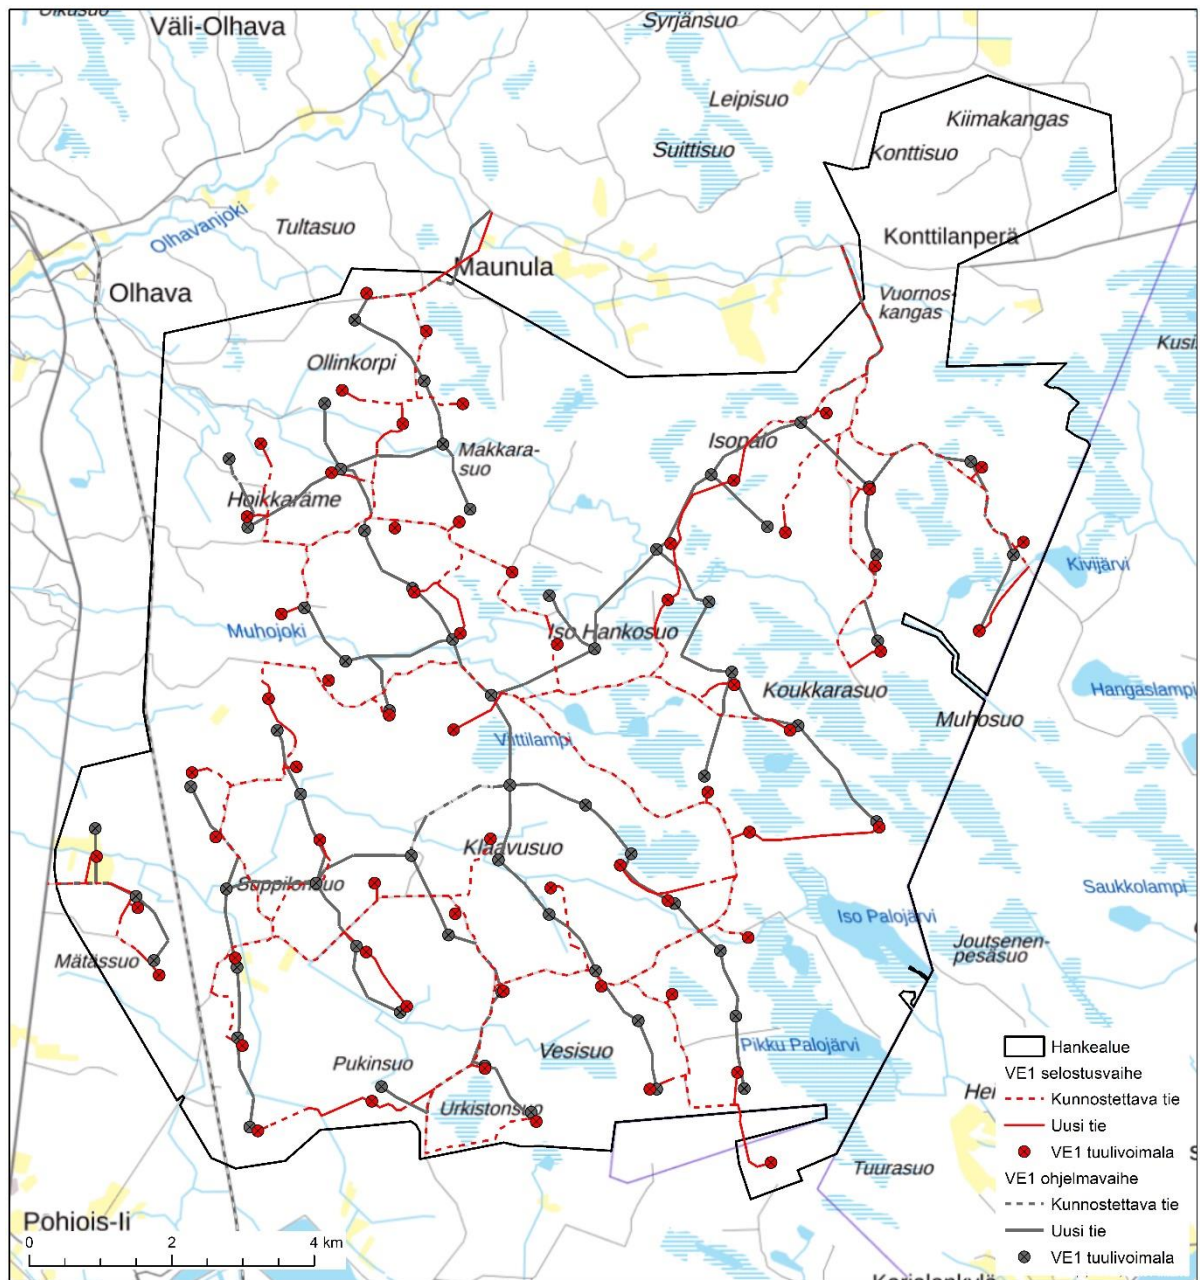 Väli-Olhava
Syrjänsuo
Leipisuo
Kiimakangas
Suittisuo
Konttisuo
Olhavanjoki
Tultasuo
Konttilanperä
Maunula
Olhava
Vuornos-
kangas
Ollinkorpi
Isopalo
Makkara-
suo
Hoikkaräme
Kivijärvi
Muhojoki
Iso Hankosuo
Koukkarasuo
Hangaslampi
Muhosuo
Viitilampi
Klaavusuo
Suppilonsuo
Saukkolampi
Iso Palojärvi
Joutsenen-
pesäsuo
Mätässuo
Pikku Palojärvi
Vesisuo
Pukinsuo
Urkistonsuo
Tuurasuo
Pohjois-Ii
0 2 4 km
Hankealue
VE1 selostusvaihe
Kunnostettava tie
Uusi tie
VE1 tuulivoimala
VE1 ohjelmavaihe
Kunnostettava tie
Uusi tie
VE1 tuulivoimala